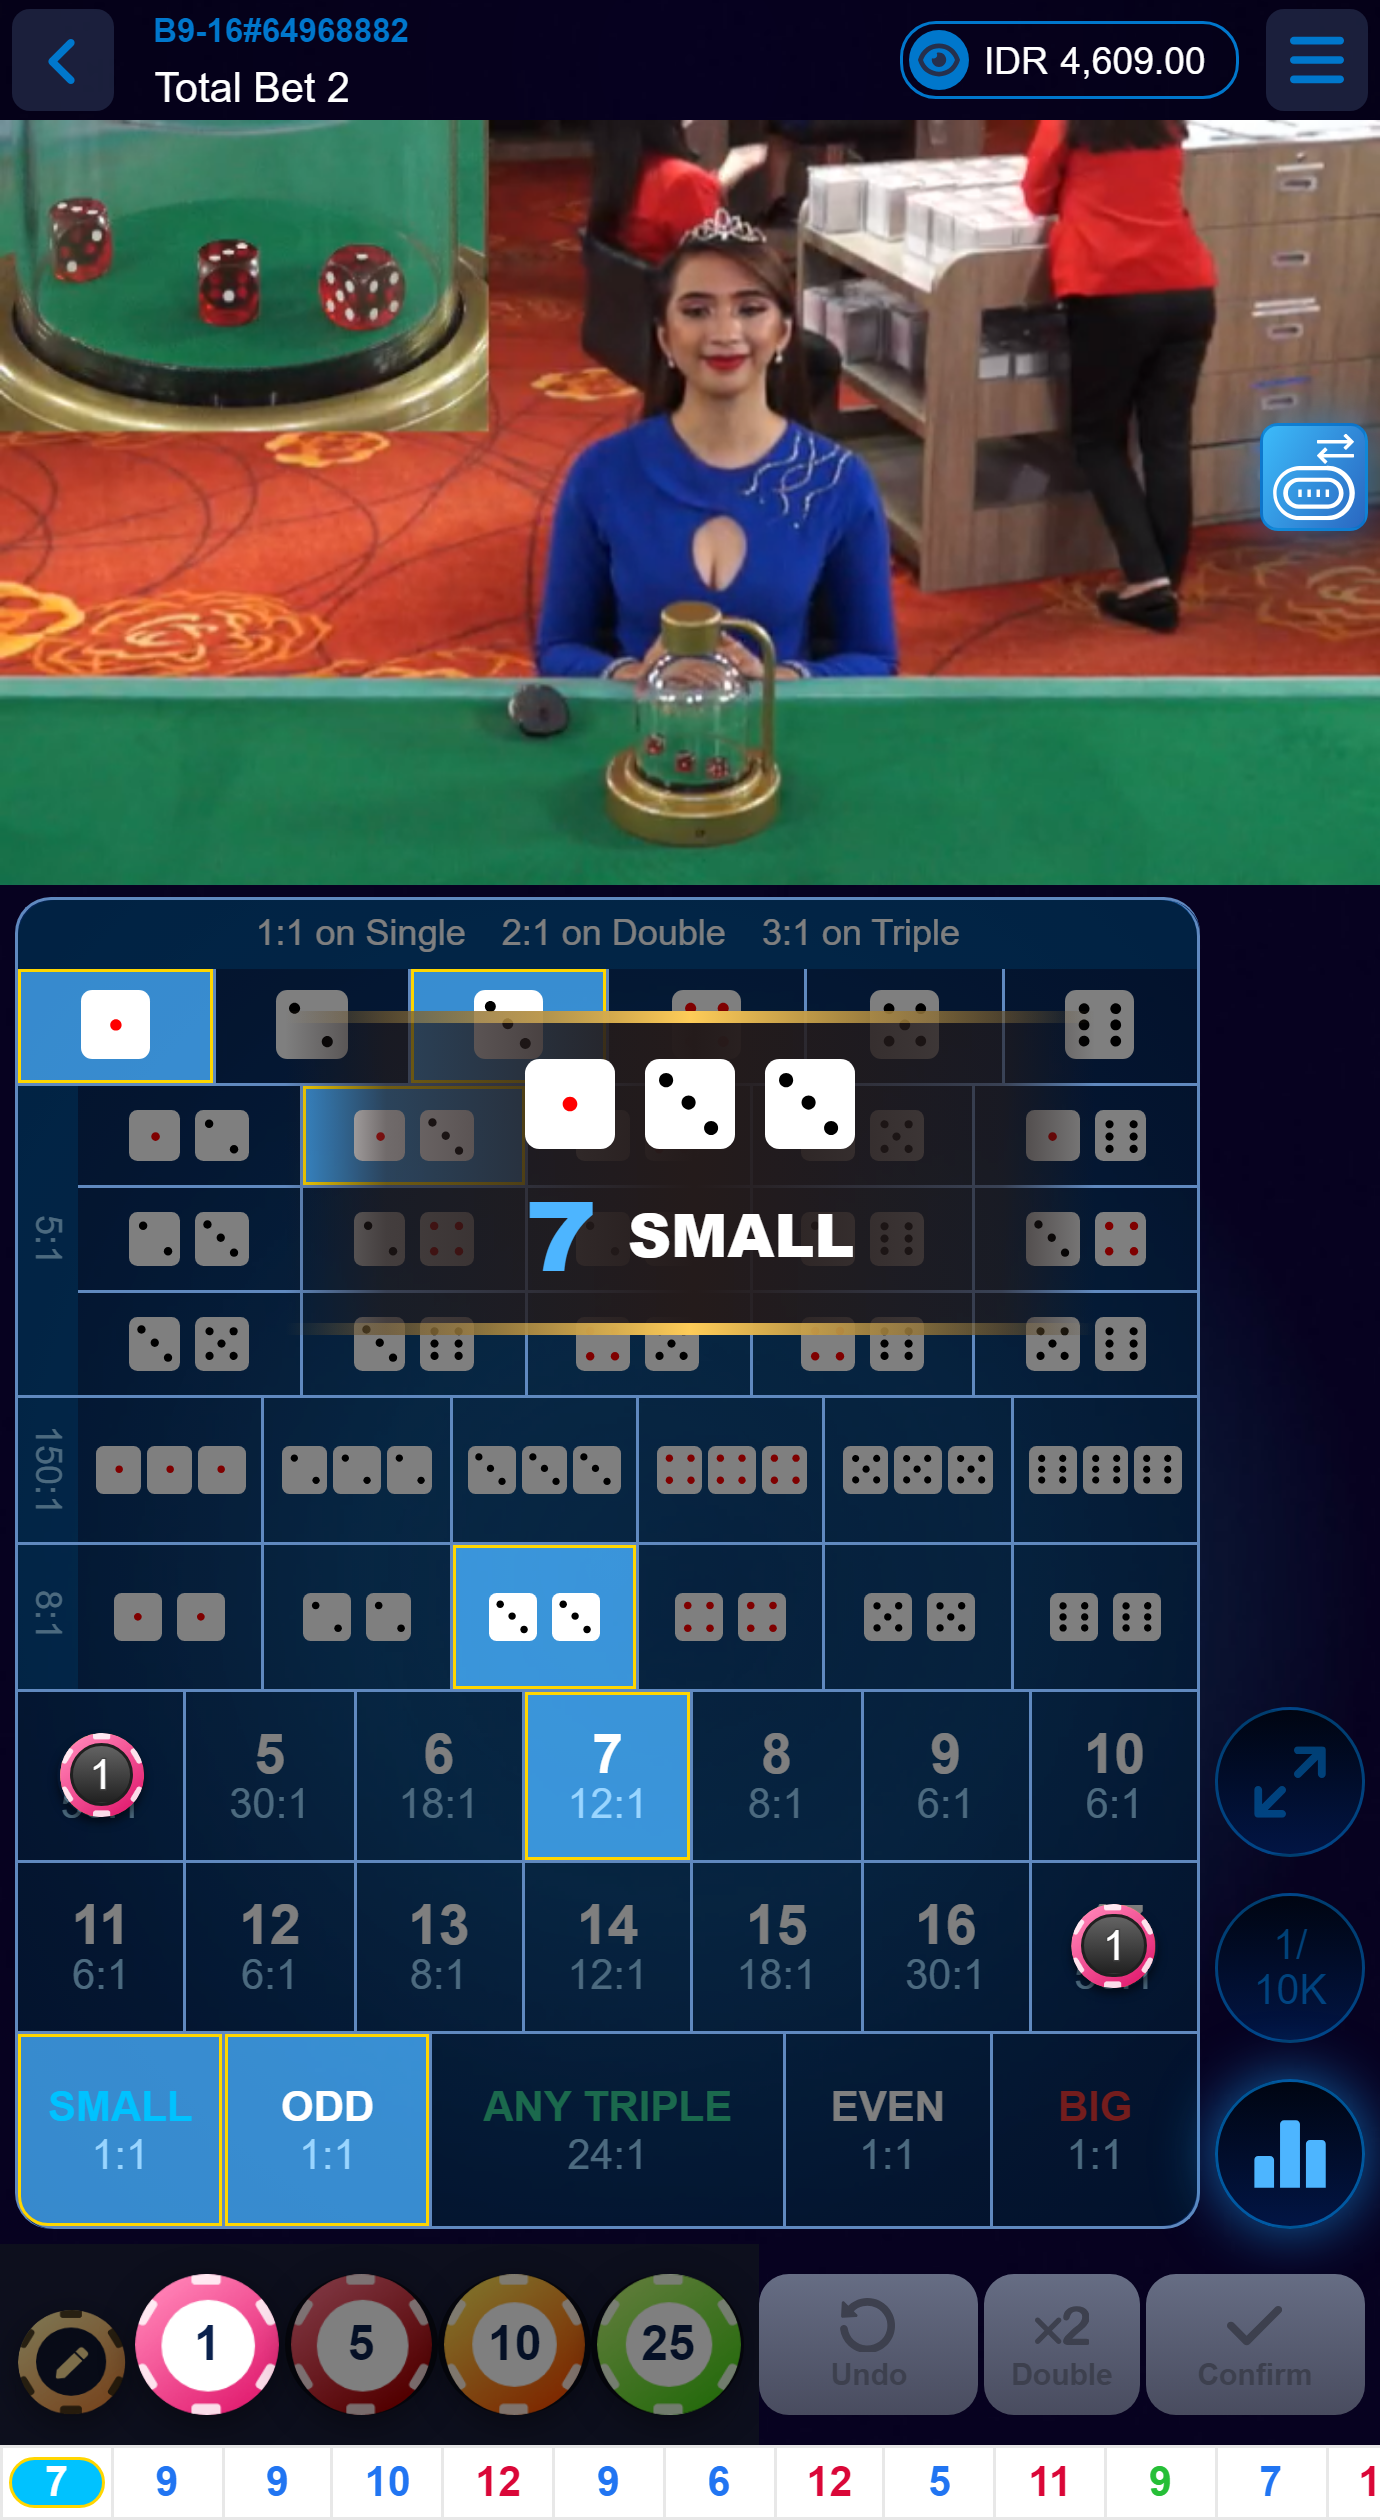 B9-16#64968882
Total Bet 2
IDR 4,609.00
1:1 on Single 2:1 on Double 3:1 on Triple
7 SMALL
5:1
150:1
8:1
1 5 6 7 8 9 10
30:1 18:1 12:1 8:1 6:1 6:1
11 12 13 14 15 16 1
6:1 6:1 8:1 12:1 18:1 30:1
1/
10K
SMALL ODD ANY TRIPLE EVEN BIG
1:1 1:1 24:1 1:1 1:1
1 5 10 25
x2
Undo Double Confirm
7 9 9 10 12 9 6 12 5 11 9 7